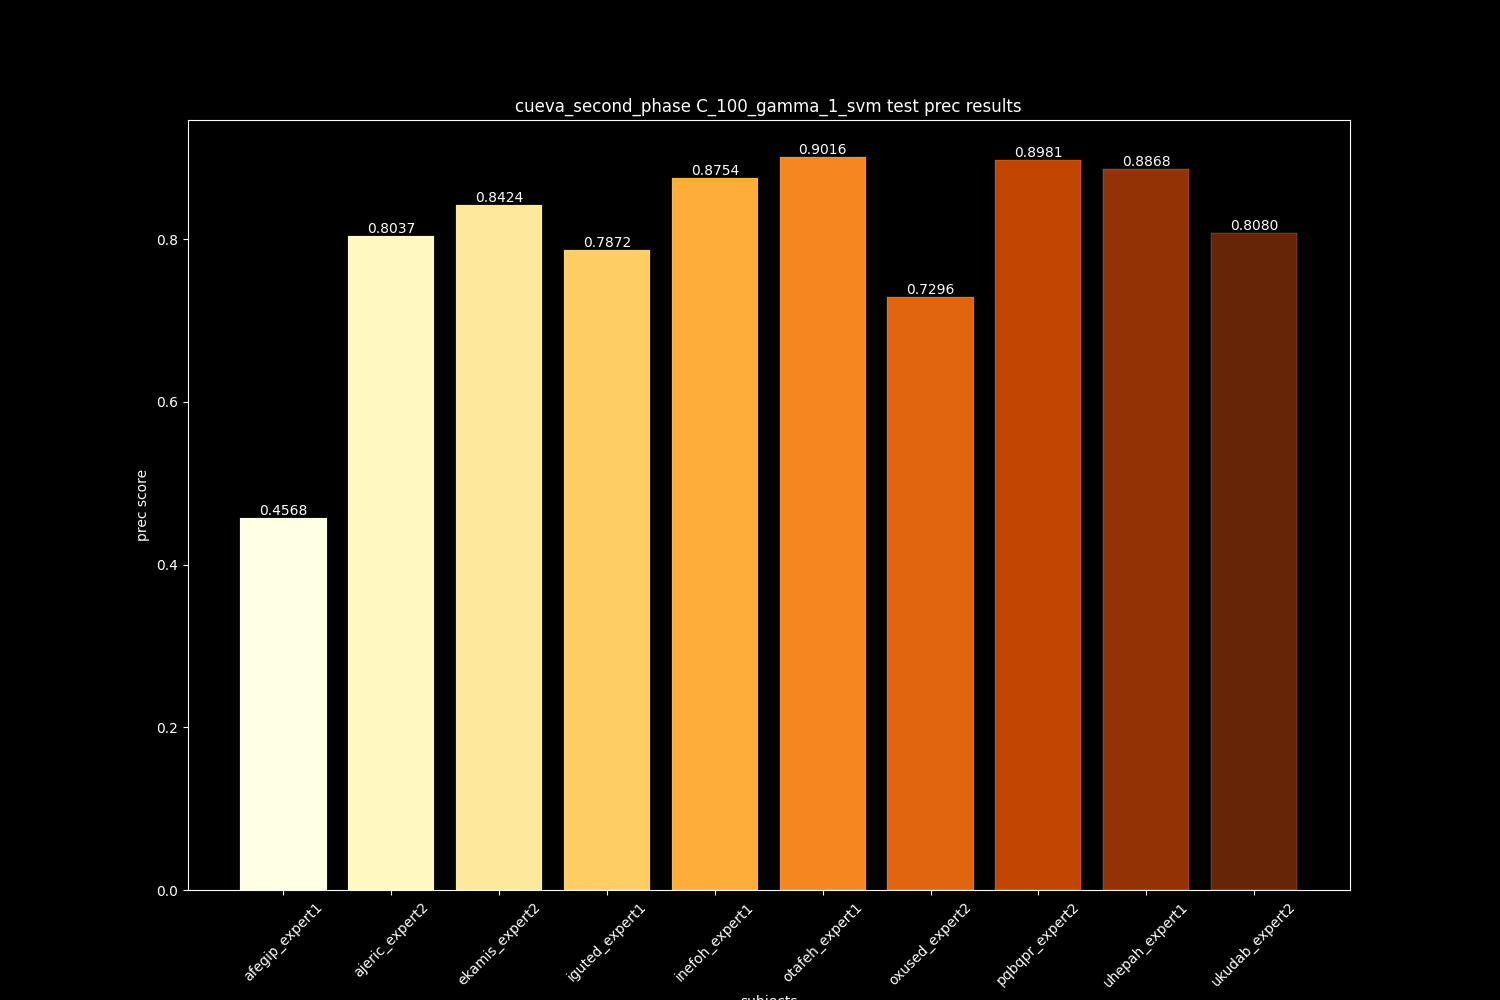 cueva_second_phase C_100_gamma_1_svm test prec results
0.4568
0.8037
0.8424
0.7872
0.8754
0.9016
0.7296
0.8981
0.8868
0.8080
0.8
0.6
0.4
0.2
0.0
prec score
afegip_expert1
ajeric_expert2
ekamis_expert2
iguted_expert1
inefoh_expert1
otafeh_expert1
oxused_expert2
pqbqpr_expert2
uhepah_expert1
ukudab_expert2
subjects